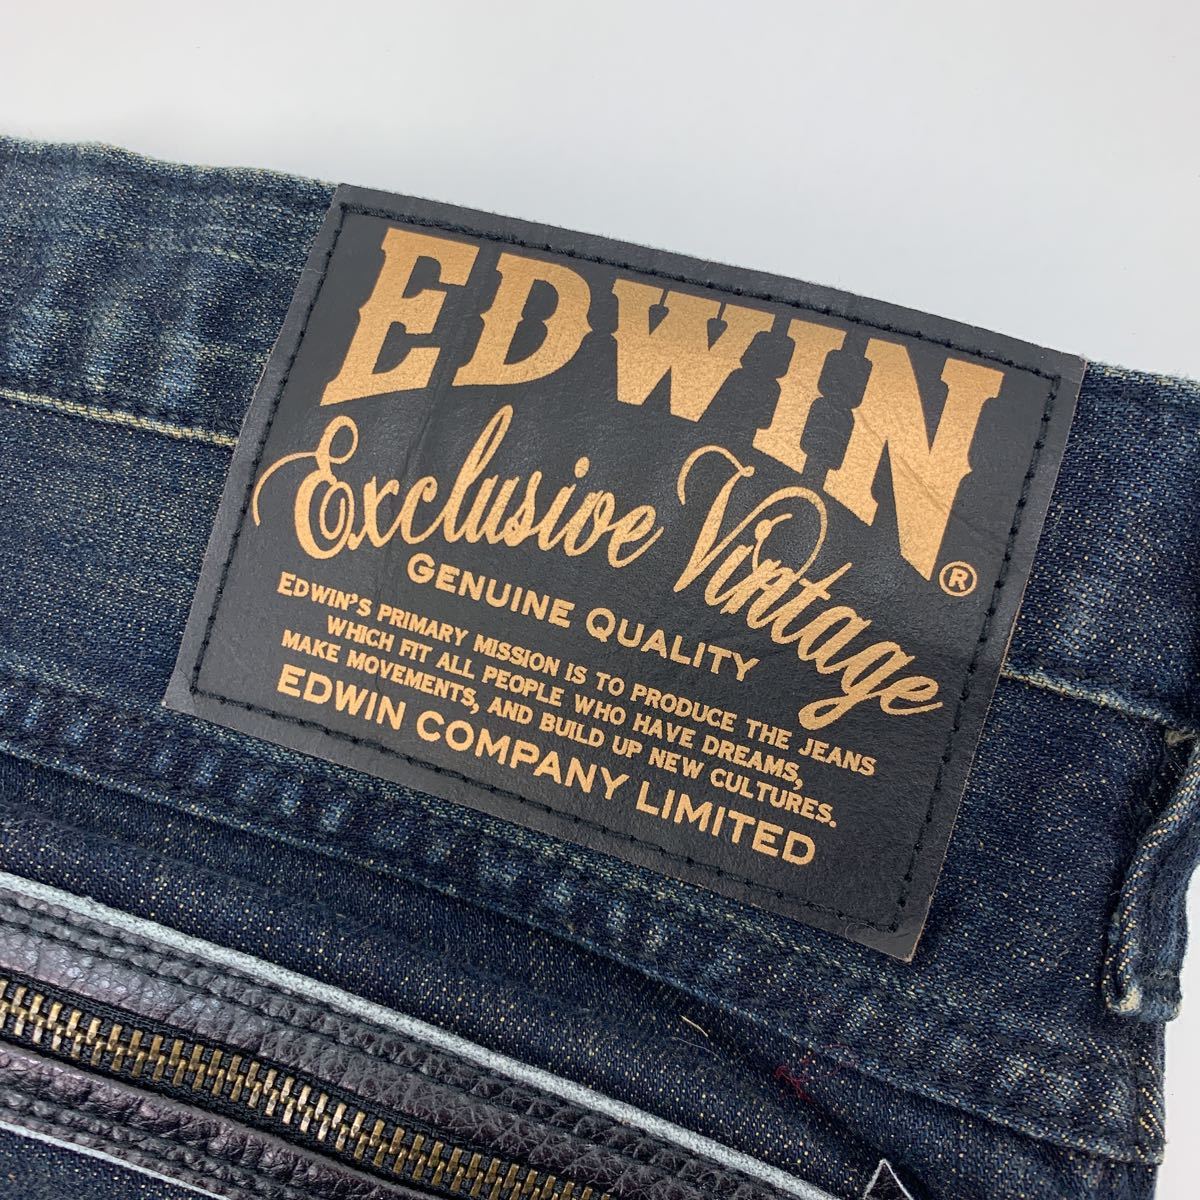 EDWIN®
Exclusive Vintage
GENUINE QUALITY
EDWIN'S PRIMARY MISSION IS TO PRODUCE THE JEANS
WHICH FIT ALL PEOPLE WHO HAVE DREAMS,
MAKE MOVEMENTS, AND BUILD UP NEW CULTURES.
EDWIN COMPANY LIMITED